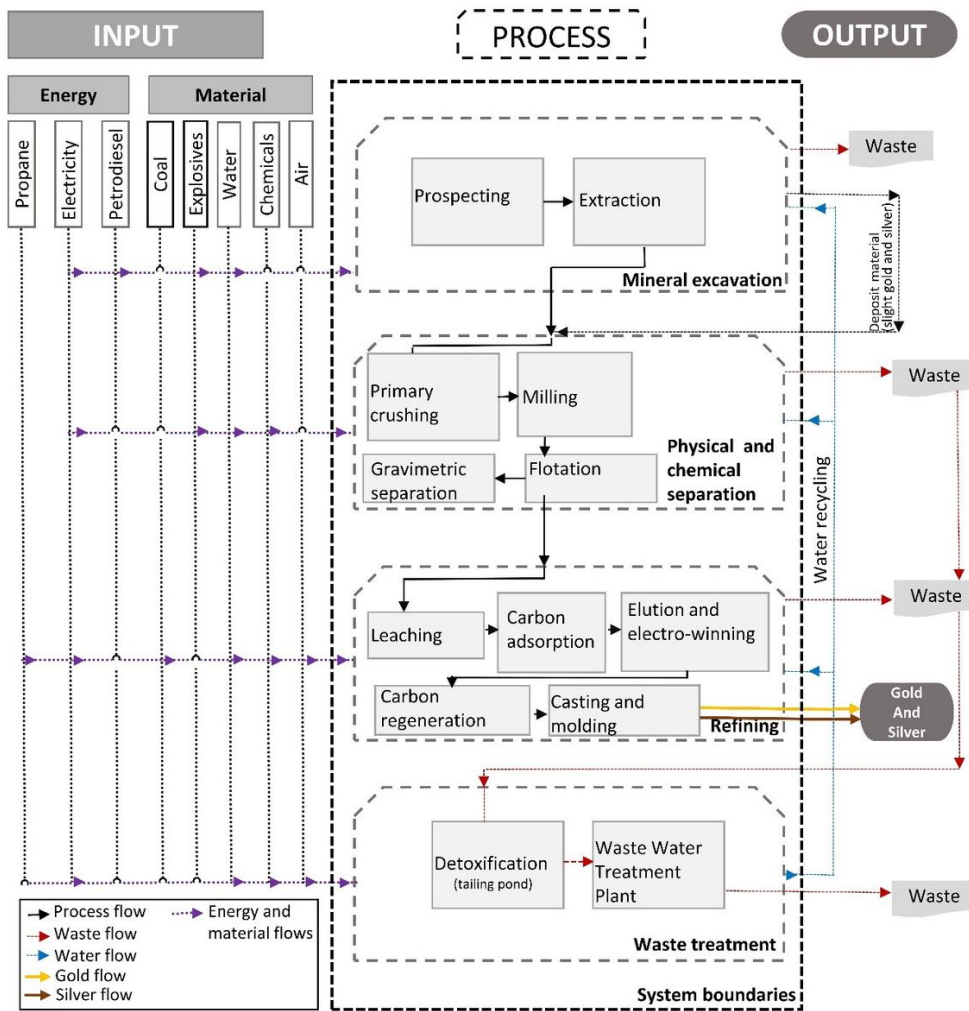 INPUT
PROCESS
OUTPUT
Energy
Material
Propane
Electricity
Petrodiesel
Coal
Explosives
Water
Chemicals
Air
Prospecting
Extraction
Mineral excavation
Waste
Deposit material
(slight gold and silver)
Primary
crushing
Milling
Gravimetric
separation
Flotation
Physical and
chemical
separation
Waste
Water recycling
Leaching
Carbon
adsorption
Elution and
electro-winning
Waste
Carbon
regeneration
Casting and
molding
Refining
Gold
And
Silver
Detoxification
(tailing pond)
Waste Water
Treatment
Plant
Waste
Waste treatment
System boundaries
Process flow
Waste flow
Water flow
Gold flow
Silver flow
Energy and
material flows